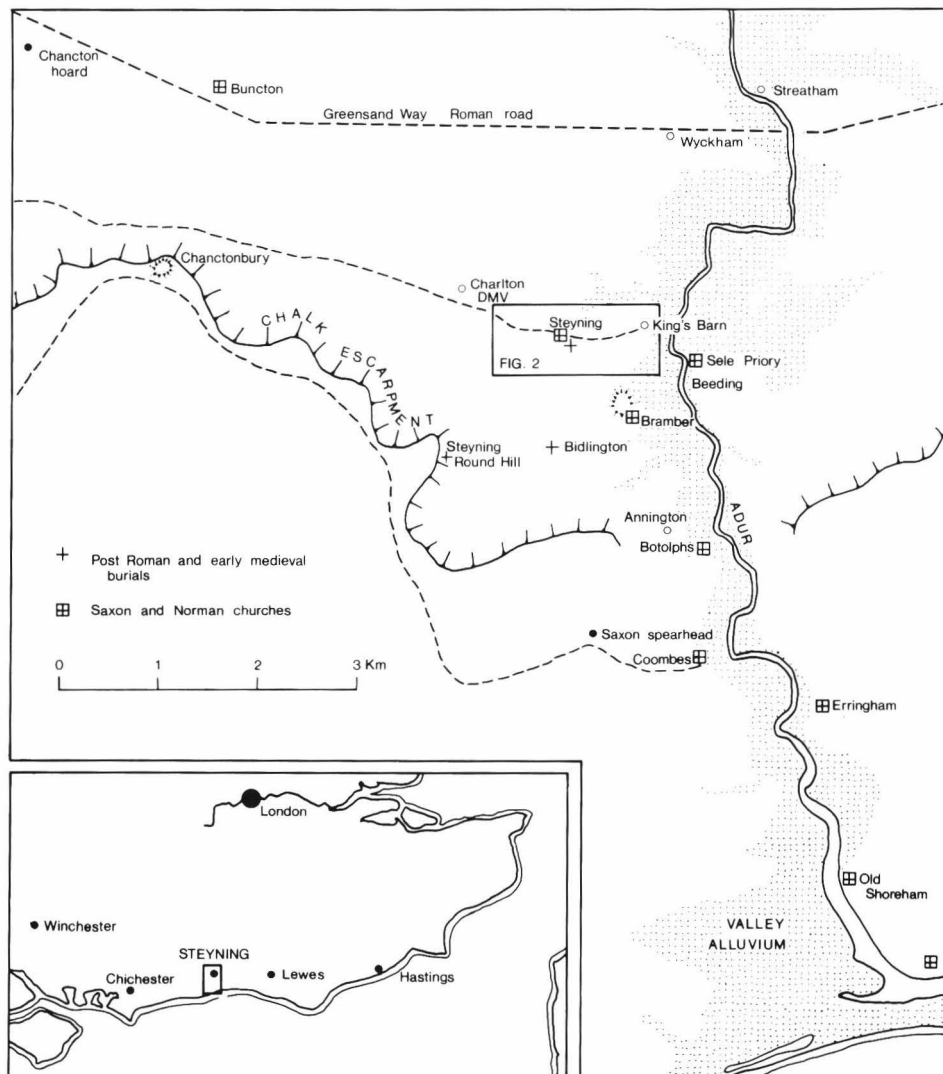 Chancton
hoard
Buncton
Streatham
Greensand Way Roman road
Wyckham
Chanctonbury
Charlton
DMV
Steyning
King's Barn
FIG. 2
Sele Priory
Beeding
CHALK ESCARPMENT
Bramber
Steyning
Round Hill
Bidlington
ADUR
Annington
Botolphs
Post Roman and early medieval
burials
Saxon and Norman churches
Saxon spearhead
Coombes
0 1 2 3 Km
Erringham
Old
Shoreham
VALLEY
ALLUVIUM
London
Winchester
STEYNING
Chichester
Lewes
Hastings